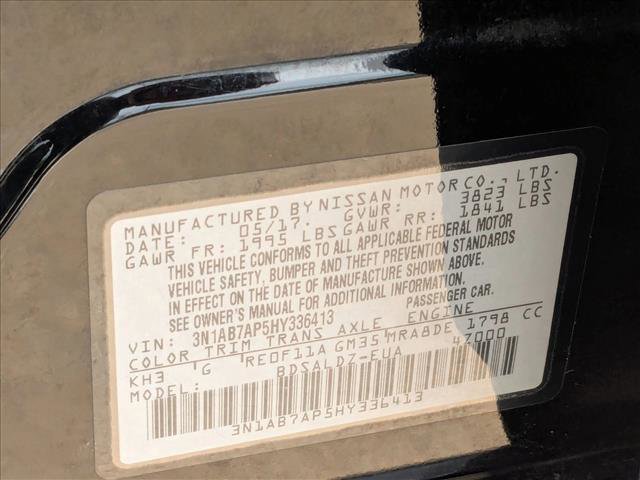 MANUFACTURED BY NISSAN MOTOR CO., LTD.
DATE: 05/17. GVWR: 3823 LBS
GAWR FR: 1995 LBS GAWR RR: 1841 LBS
THIS VEHICLE CONFORMS TO ALL APPLICABLE FEDERAL MOTOR
VEHICLE SAFETY, BUMPER AND THEFT PREVENTION STANDARDS
IN EFFECT ON THE DATE OF MANUFACTURE SHOWN ABOVE.
SEE OWNER'S MANUAL FOR ADDITIONAL INFORMATION.
VIN: 3N1AB7AP5HY336413 PASSENGER CAR.
COLOR TRIM TRANS AXLE ENGINE
KH3 G RE0F11A GM35 MRA8DE 1798 CC
MODEL: BDSALDZ-EUA 47000
3N1AB7AP5HY336413